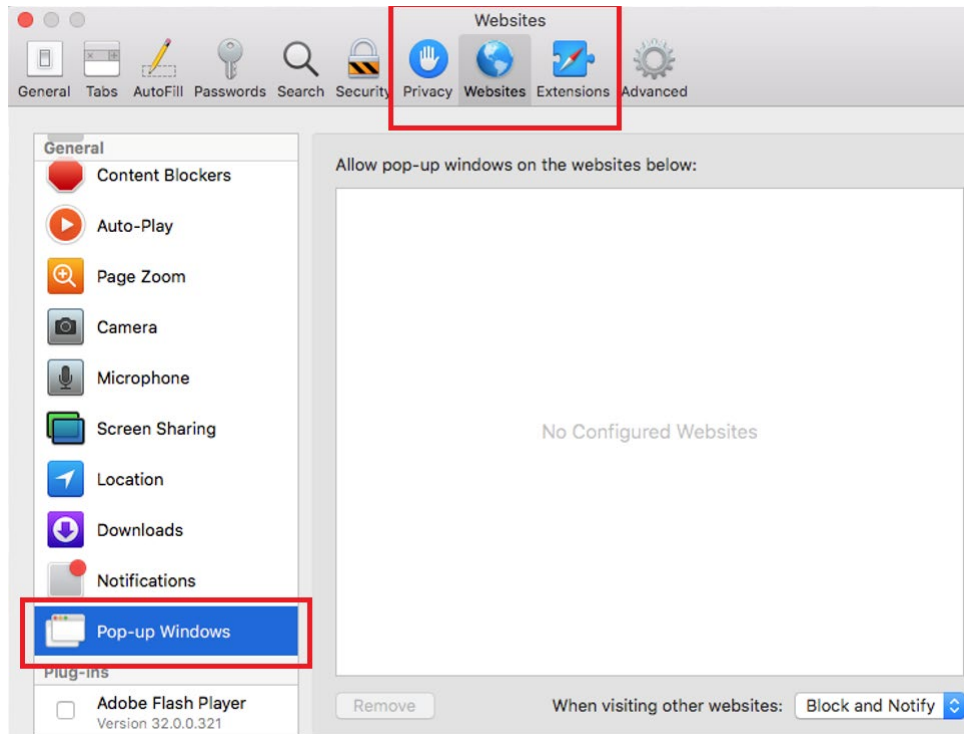 Websites
General Tabs AutoFill Passwords Search Security Privacy Websites Extensions Advanced
General
Content Blockers
Auto-Play
Page Zoom
Camera
Microphone
Screen Sharing
Location
Downloads
Notifications
Pop-up Windows
Plug-ins
Adobe Flash Player
Version 32.0.0.321
Allow pop-up windows on the websites below:
No Configured Websites
Remove
When visiting other websites: Block and Notify